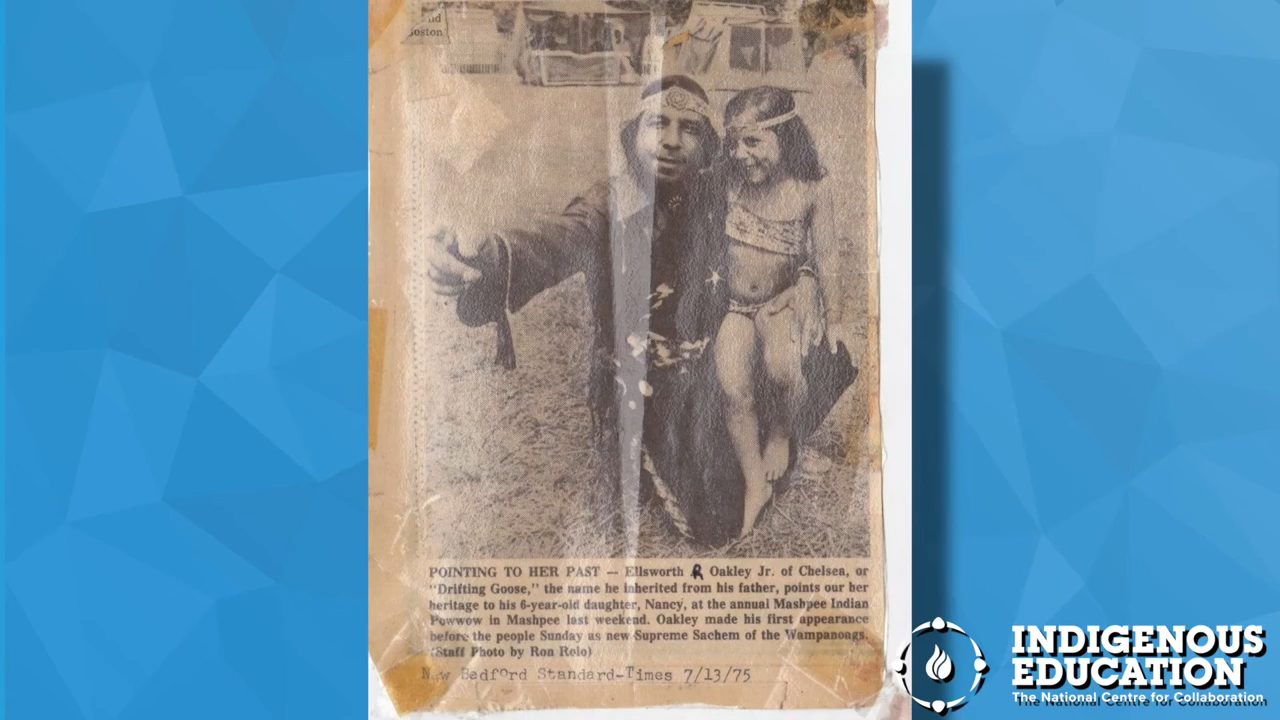 Boston
POINTING TO HER PAST — Ellsworth R Oakley Jr. of Chelsea, or
"Drifting Goose," the name he inherited from his father, points our her
heritage to his 6-year-old daughter, Nancy, at the annual Mashpee Indian
Powwow in Mashpee last weekend. Oakley made his first appearance
before the people Sunday as new Supreme Sachem of the Wampanoags.
(Staff Photo by Ron Rolo)
New Bedford Standard-Times 7/13/75
INDIGENOUS
EDUCATION
The National Centre for Collaboration